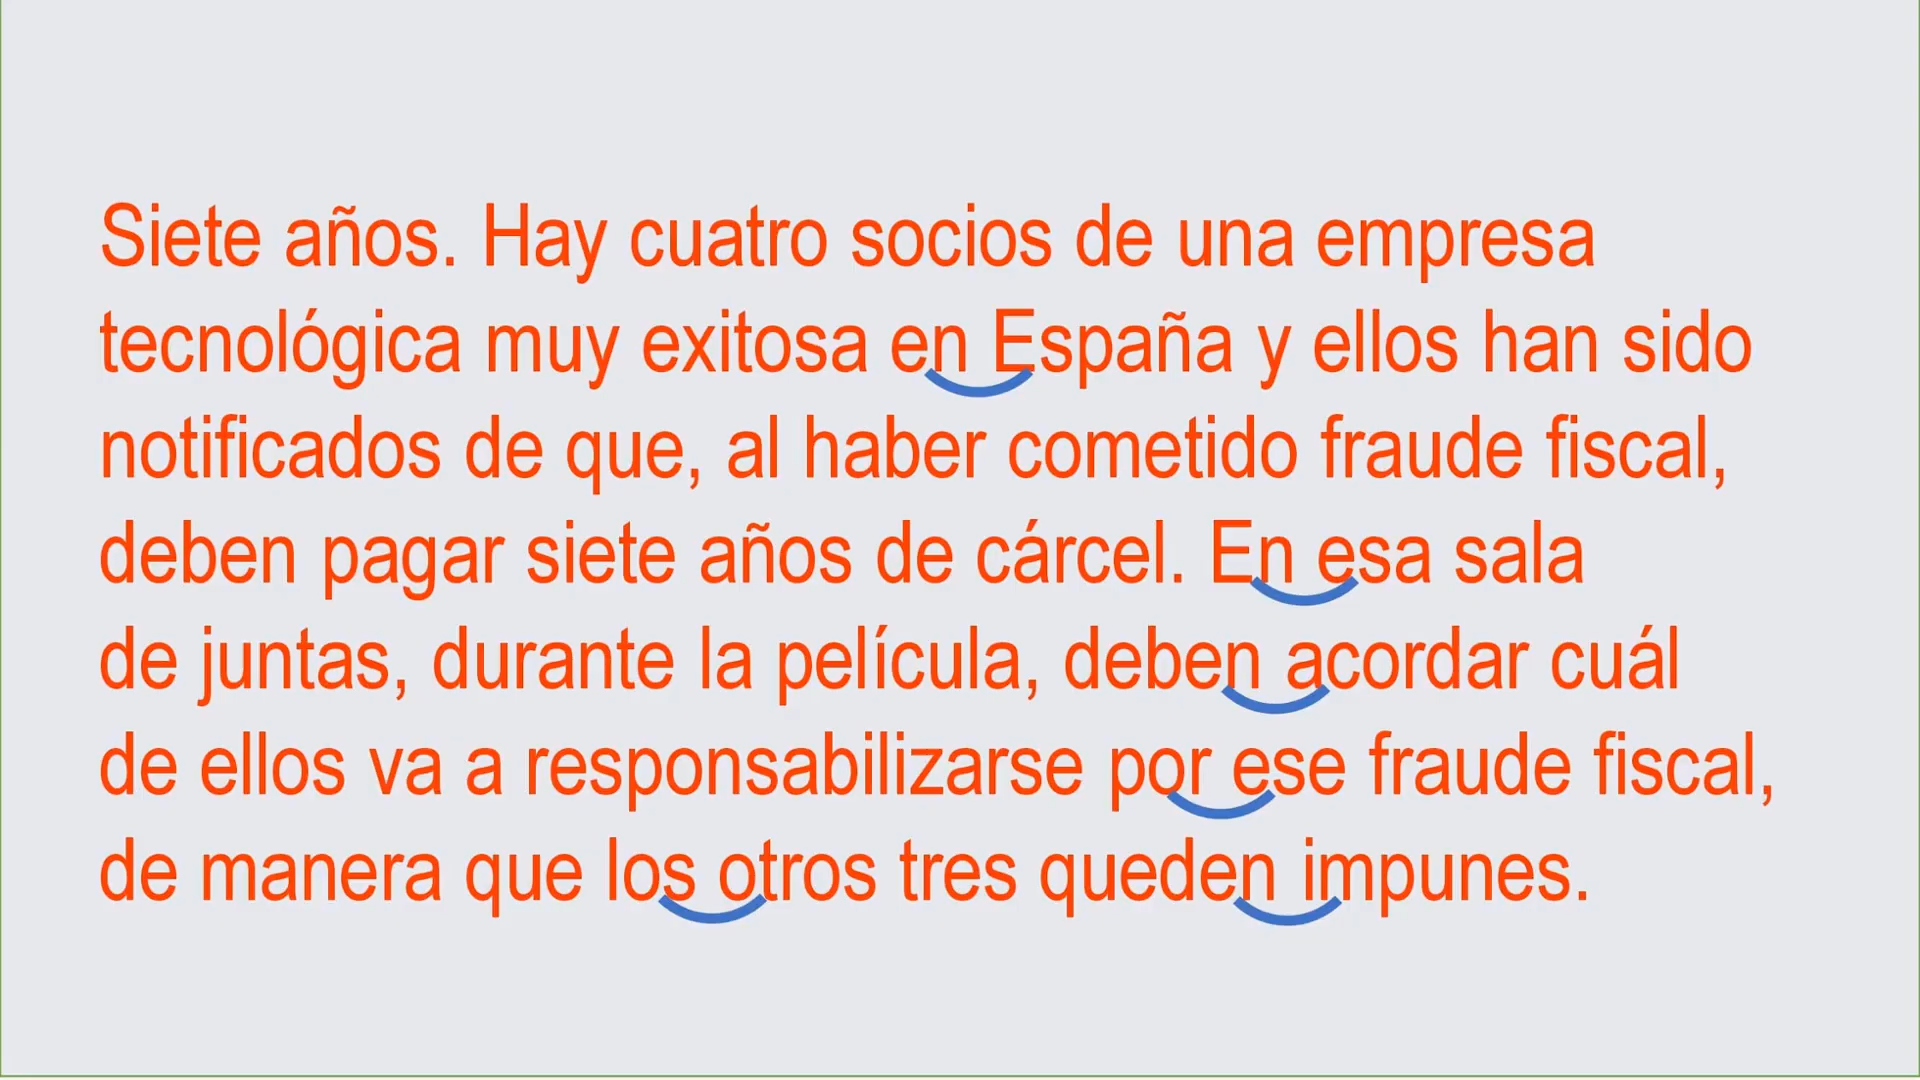 Siete años. Hay cuatro socios de una empresa
tecnológica muy exitosa en España y ellos han sido
notificados de que, al haber cometido fraude fiscal,
deben pagar siete años de cárcel. En esa sala
de juntas, durante la película, deben acordar cuál
de ellos va a responsabilizarse por ese fraude fiscal,
de manera que los otros tres queden impunes.